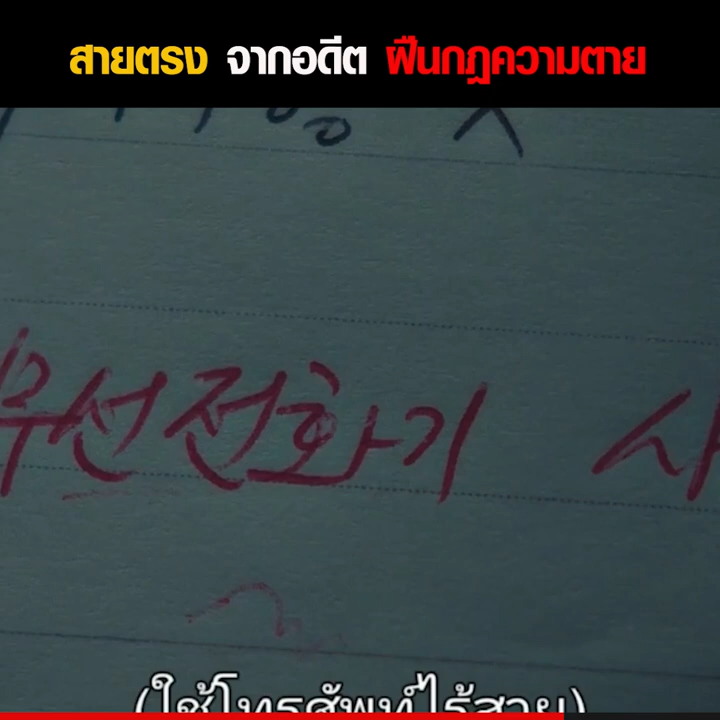 สายตรง จากอดีต ฝืนกฎความตาย
무선전화기 사
(ใช้โทรศัพท์ไร้สาย)